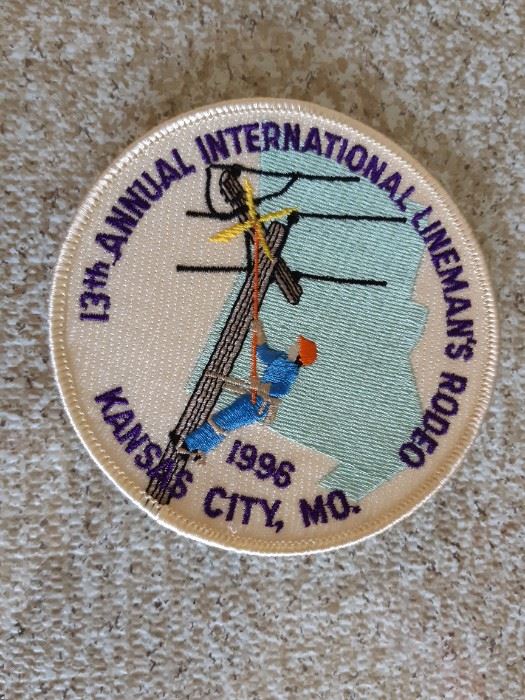 13th ANNUAL INTERNATIONAL LINEMAN'S RODEO
1996
KANSAS CITY, MO.